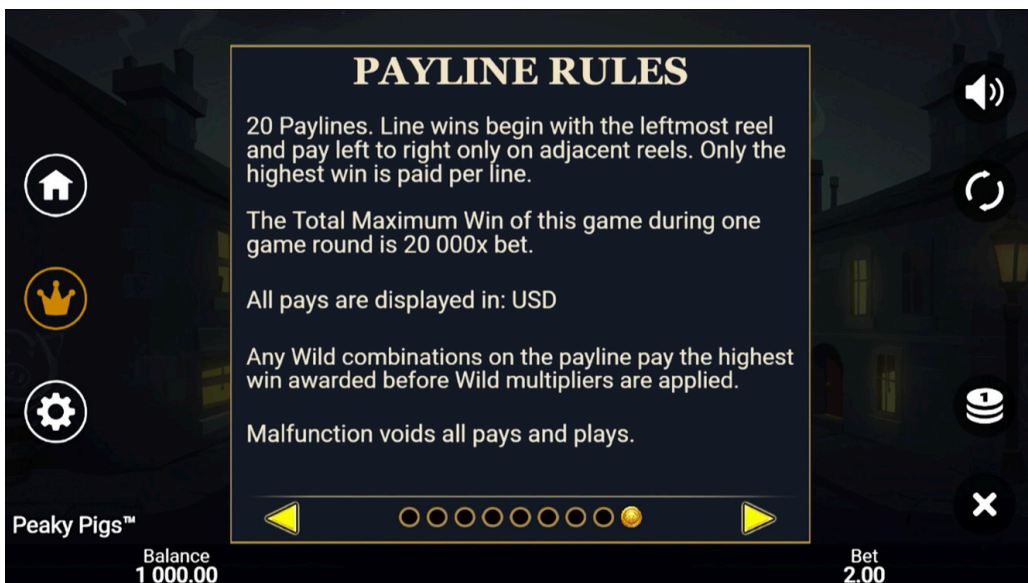 PAYLINE RULES
20 Paylines. Line wins begin with the leftmost reel
and pay left to right only on adjacent reels. Only the
highest win is paid per line.
The Total Maximum Win of this game during one
game round is 20 000x bet.
All pays are displayed in: USD
Any Wild combinations on the payline pay the highest
win awarded before Wild multipliers are applied.
Malfunction voids all pays and plays.
1
Peaky Pigs™
Balance
1 000.00
Bet
2.00